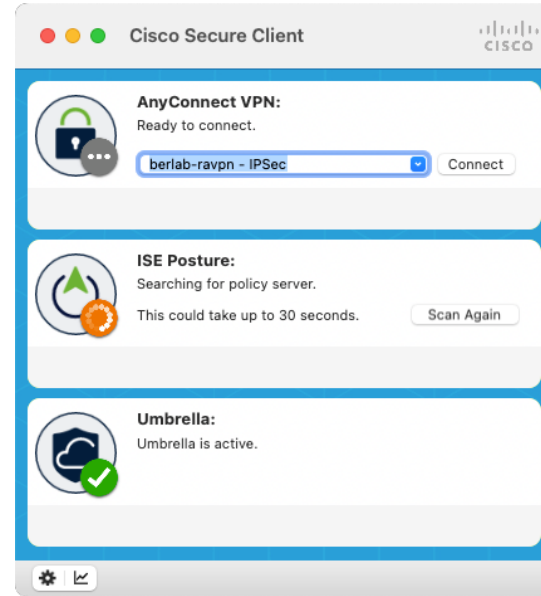 Cisco Secure Client
CISCO
AnyConnect VPN:
Ready to connect.
berlab-ravpn - IPSec
Connect
ISE Posture:
Searching for policy server.
This could take up to 30 seconds.
Scan Again
Umbrella:
Umbrella is active.